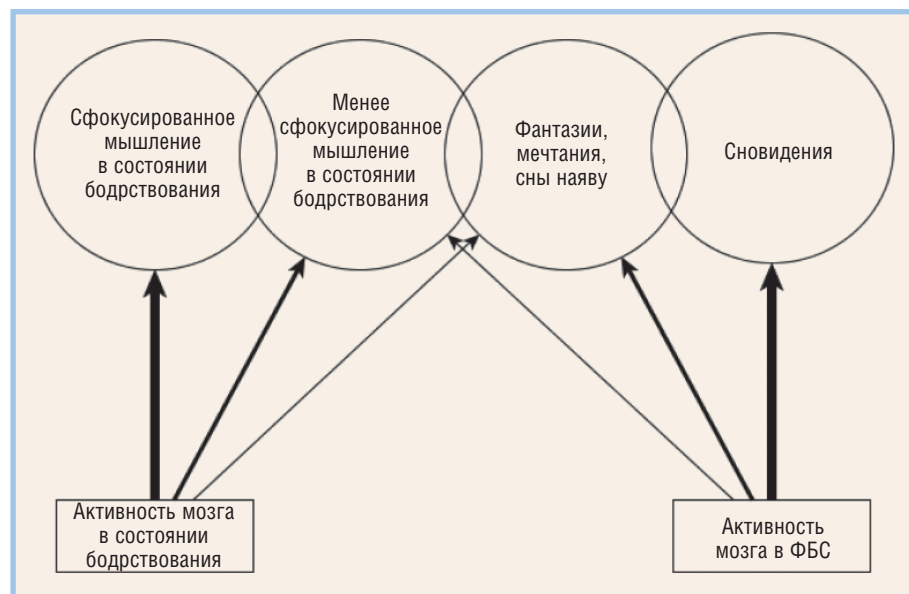 Сфокусированное
мышление
в состоянии
бодрствования
Менее
сфокусированное
мышление
в состоянии
бодрствования
Фантазии,
мечтания,
сны наяву
Сновидения
Активность мозга
в состоянии
бодрствования
Активность
мозга в ФБС